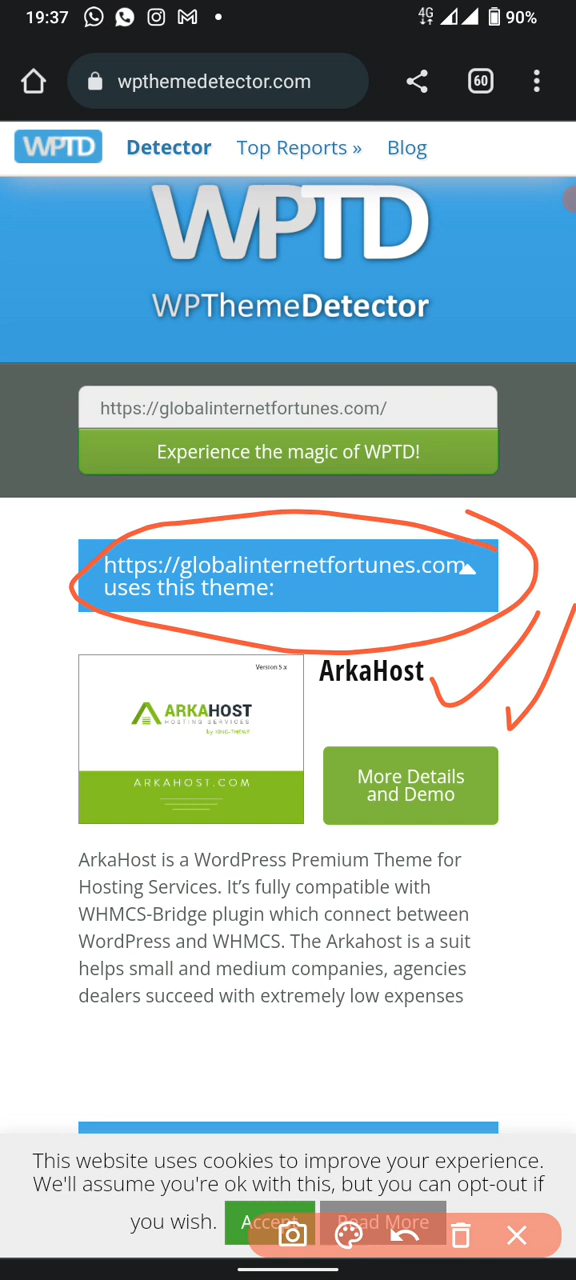 19:37
4G
90%
wpthemedetector.com
60
WPTD
Detector
Top Reports »
Blog
WPTD
WPThemeDetector
https://globalinternetfortunes.com/
Experience the magic of WPTD!
https://globalinternetfortunes.com
uses this theme:
Version 5.x
ARKAHOST
HOSTING SERVICES
by KING-THEME
ARKAHOST.COM
ArkaHost
More Details
and Demo
ArkaHost is a WordPress Premium Theme for
Hosting Services. It’s fully compatible with
WHMCS-Bridge plugin which connect between
WordPress and WHMCS. The Arkahost is a suit
helps small and medium companies, agencies
dealers succeed with extremely low expenses
This website uses cookies to improve your experience.
We'll assume you're ok with this, but you can opt-out if
you wish.
Accept
Read More